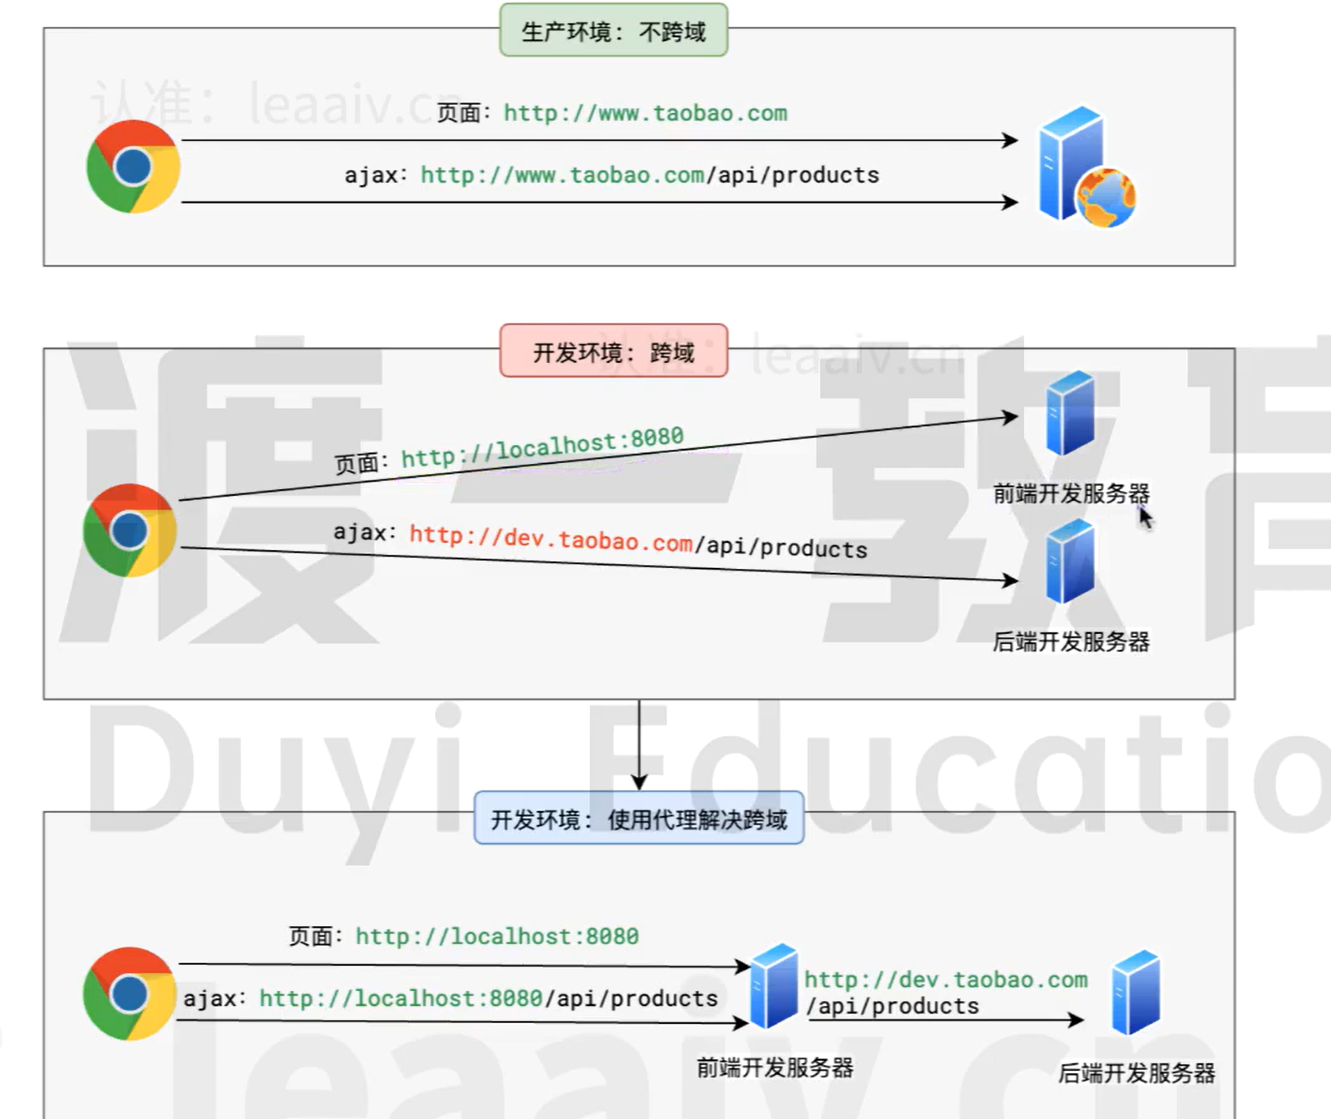 生产环境：不跨域
认准：leaaiv.cn
页面：http://www.taobao.com
ajax：http://www.taobao.com/api/products
开发环境：跨域
认准：leaaiv.cn
渡一教育
页面：http://localhost:8080
前端开发服务器
ajax：http://dev.taobao.com/api/products
后端开发服务器
Duyi Educatio
开发环境：使用代理解决跨域
页面：http://localhost:8080
http://dev.taobao.com
/api/products
ajax：http://localhost:8080/api/products
前端开发服务器
后端开发服务器
leaaiv.cn